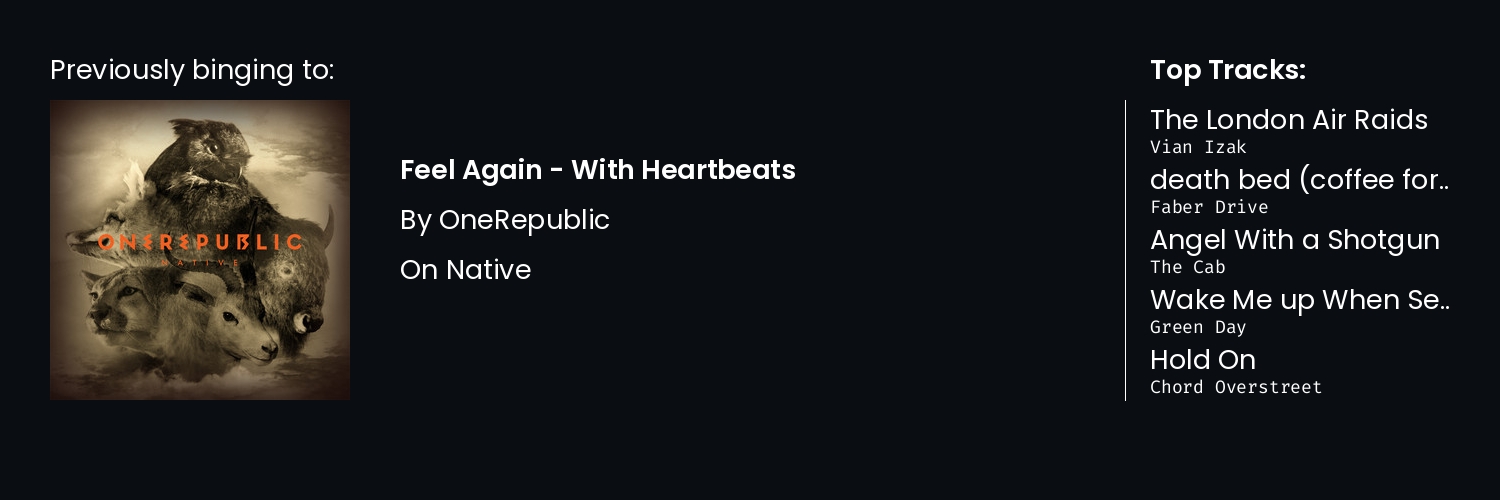 Previously binging to:
ONEREPUBLIC
NATIVE
Feel Again - With Heartbeats
By OneRepublic
On Native
Top Tracks:
The London Air Raids
Vian Izak
death bed (coffee for..
Faber Drive
Angel With a Shotgun
The Cab
Wake Me up When Se..
Green Day
Hold On
Chord Overstreet